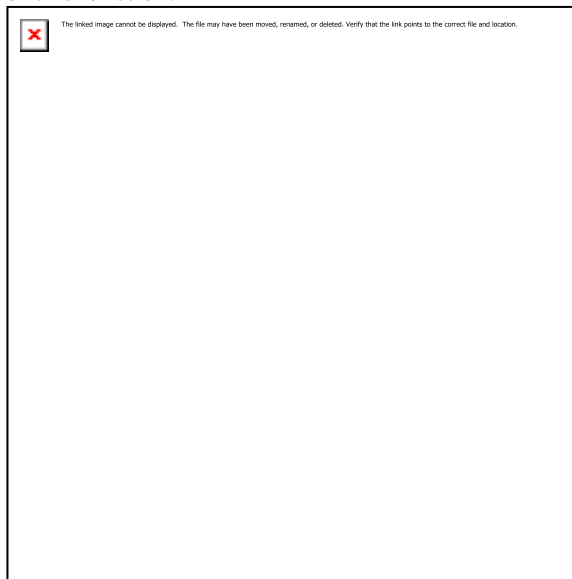 The linked image cannot be displayed. The file may have been moved, renamed, or deleted. Verify that the link points to the correct file and location.